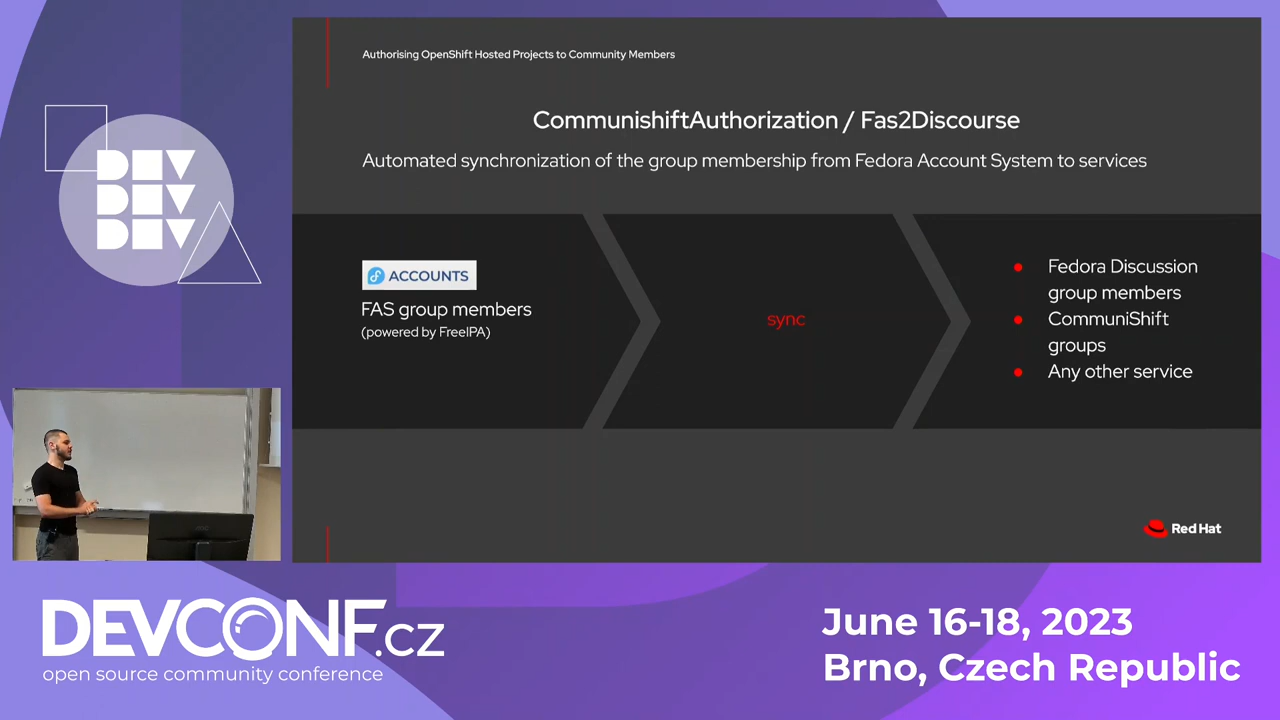 Authorising OpenShift Hosted Projects to Community Members
CommunishiftAuthorization / Fas2Discourse
Automated synchronization of the group membership from Fedora Account System to services
DEV
DEV
DEV
ACCOUNTS
FAS group members
(powered by FreeIPA)
sync
Fedora Discussion
group members
CommuniShift
groups
Any other service
Red Hat
DEVCONF.cz
open source community conference
June 16-18, 2023
Brno, Czech Republic